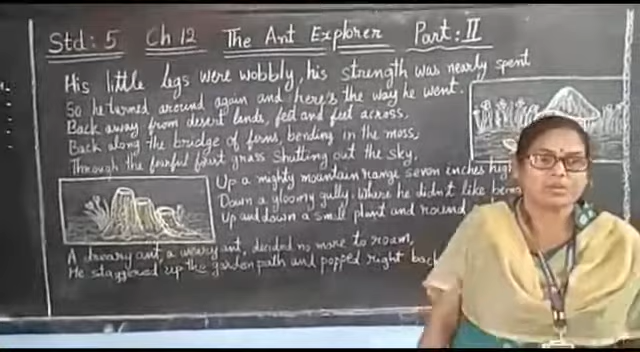 Std: 5 Ch 12 The Ant Explorer Part: II
His little legs were wobbly, his strength was nearly spent
So he turned around again and here's the way he went.
Back away from desert lands, feet and feet across,
Back along the bridge of ferns, bending in the moss,
Through the fearful fruit grass shutting out the sky,
Up a mighty mountain range seven inches hig
Down a gloomy gully, where he didn't like
Up and down a small plant and round
A dreary ant, a weary ant, decided no more to roam,
He staggered up the garden path and popped right back